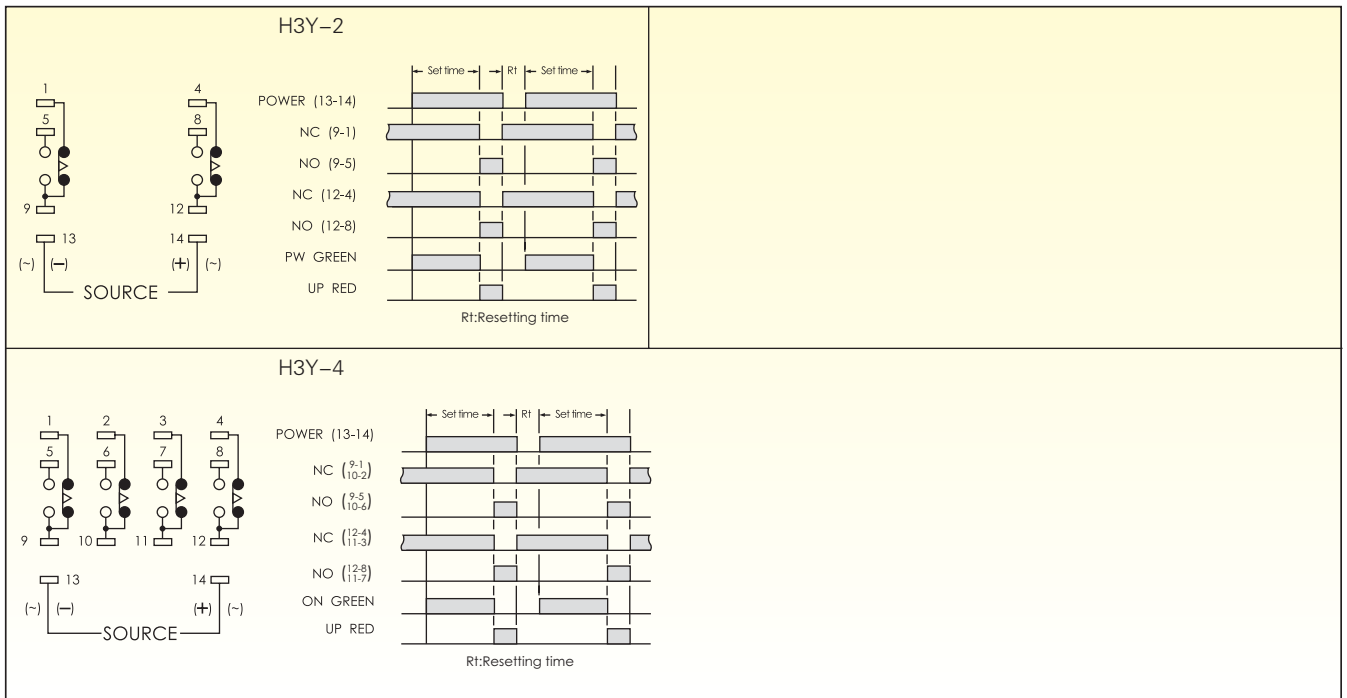 H3Y–2
1 4
5 8
9 12
13 14
(~) (–) (+) (~)
SOURCE
Set time Rt Set time
POWER (13-14)
NC (9-1)
NO (9-5)
NC (12-4)
NO (12-8)
PW GREEN
UP RED
Rt:Resetting time
H3Y–4
1 2 3 4
5 6 7 8
9 10 11 12
13 14
(~) (–) (+) (~)
SOURCE
Set time Rt Set time
POWER (13-14)
NC (9-1 10-2)
NO (9-5 10-6)
NC (12-4 11-3)
NO (12-8 11-7)
ON GREEN
UP RED
Rt:Resetting time